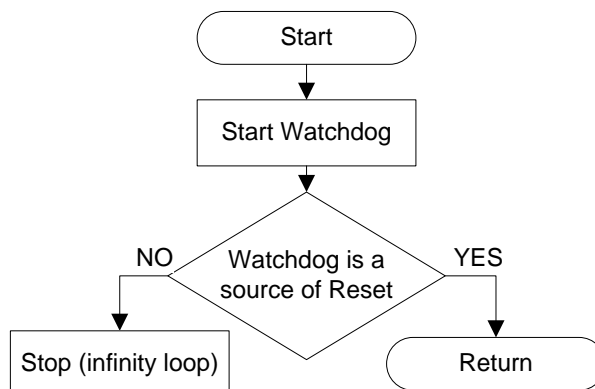 Start
Start Watchdog
NO
YES
Watchdog is a
source of Reset
Stop (infinity loop)
Return